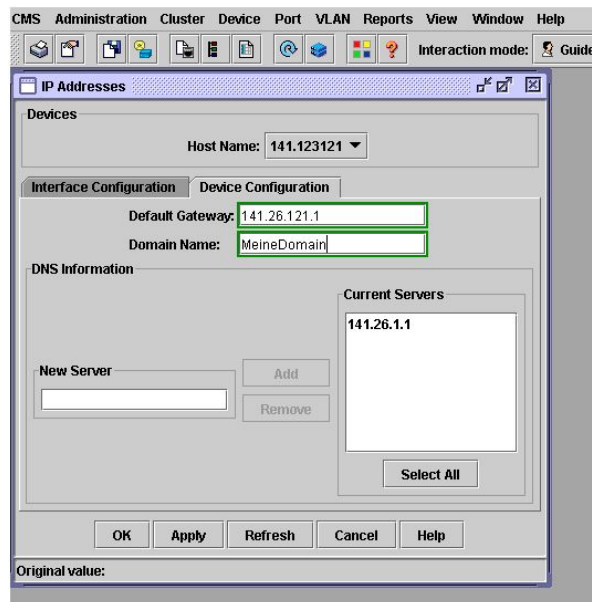 CMS Administration Cluster Device Port VLAN Reports View Window Help
Interaction mode: Guide
IP Addresses
Devices
Host Name: 141.123121
Interface Configuration Device Configuration
Default Gateway: 141.26.121.1
Domain Name: MeineDomain
DNS Information
Current Servers
141.26.1.1
New Server
Add
Remove
Select All
OK Apply Refresh Cancel Help
Original value: